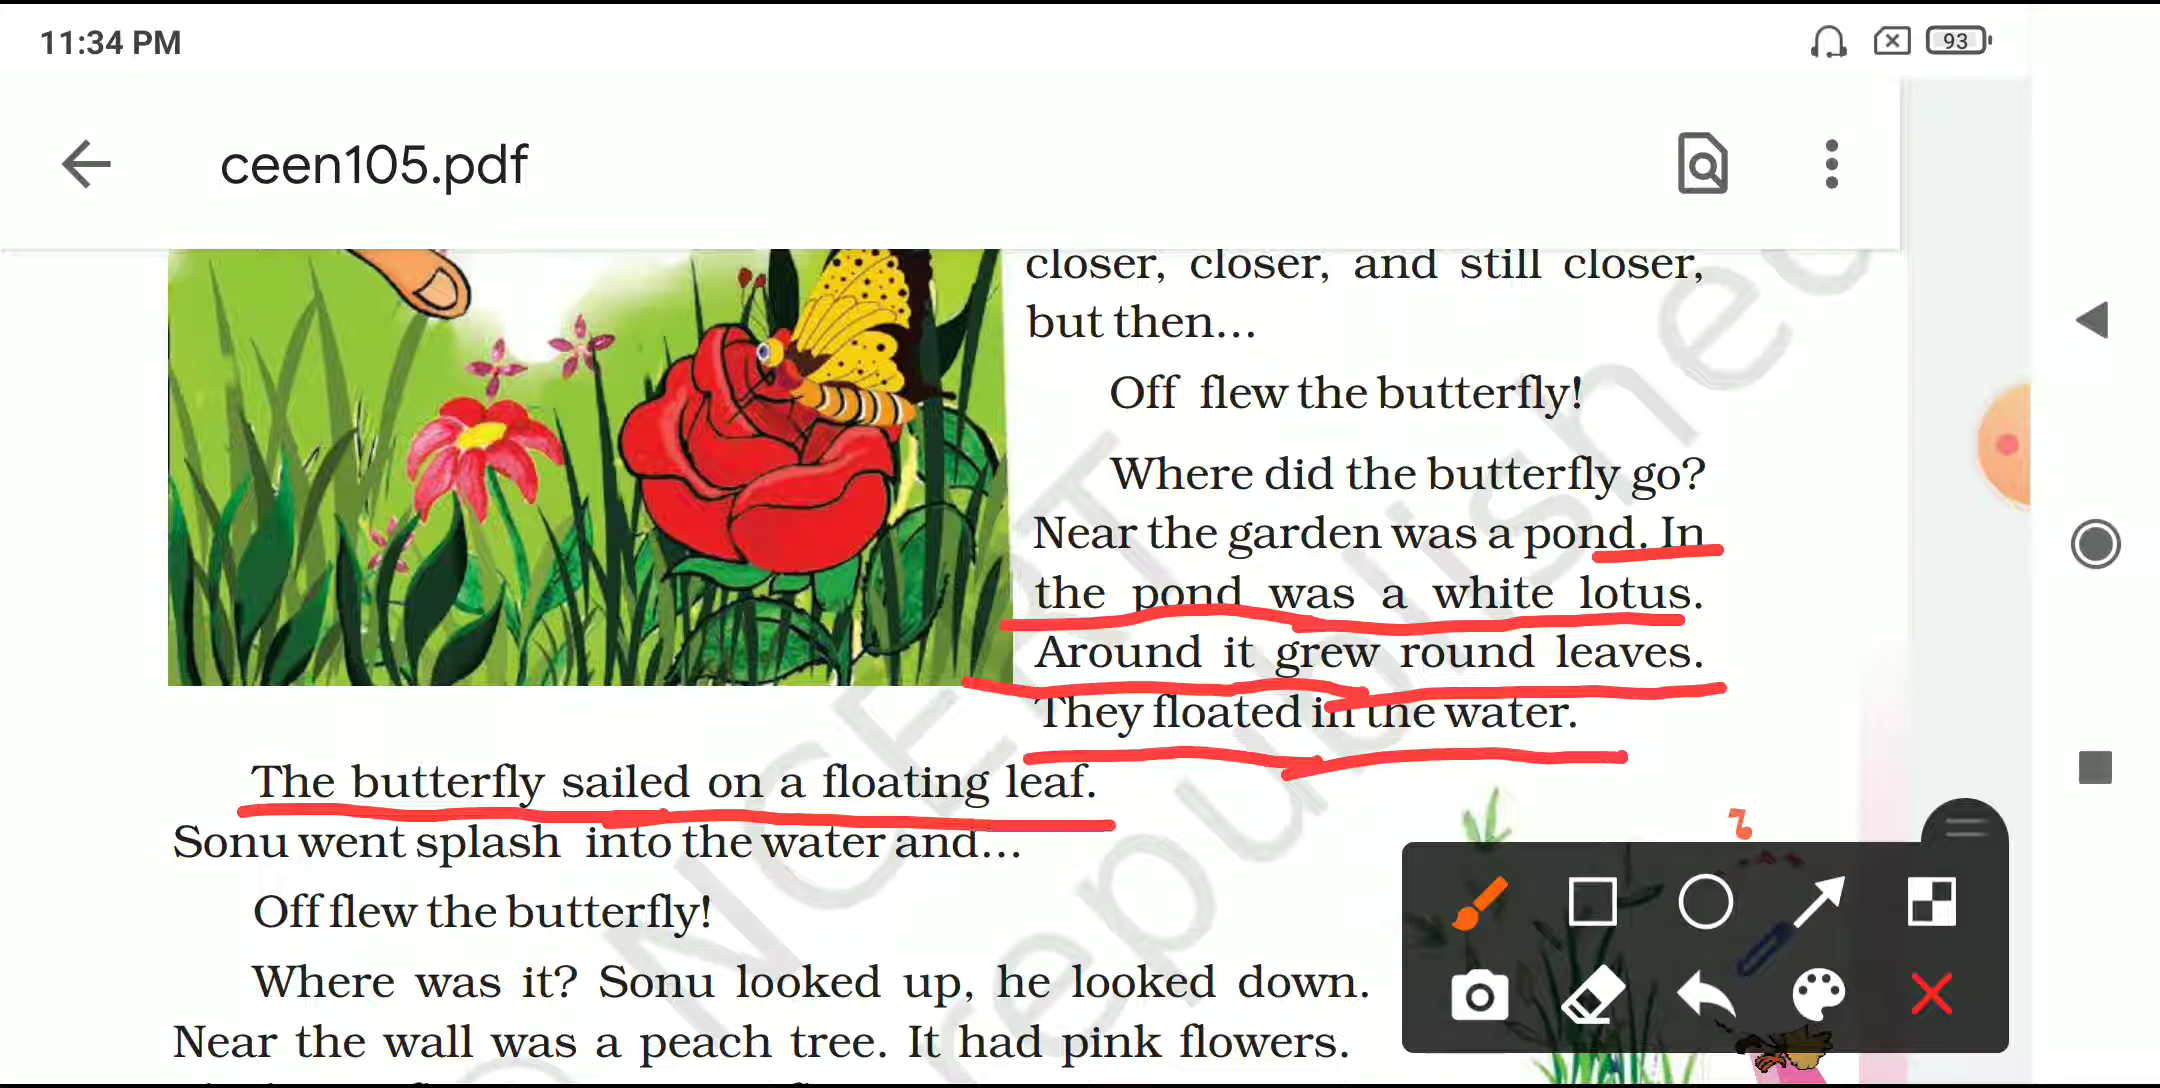 11:34 PM
93
ceen105.pdf
closer, closer, and still closer,
but then...
Off flew the butterfly!
Where did the butterfly go?
Near the garden was a pond. In
the pond was a white lotus.
Around it grew round leaves.
They floated in the water.
The butterfly sailed on a floating leaf.
Sonu went splash into the water and...
Off flew the butterfly!
Where was it? Sonu looked up, he looked down.
Near the wall was a peach tree. It had pink flowers.
NCERT
republished